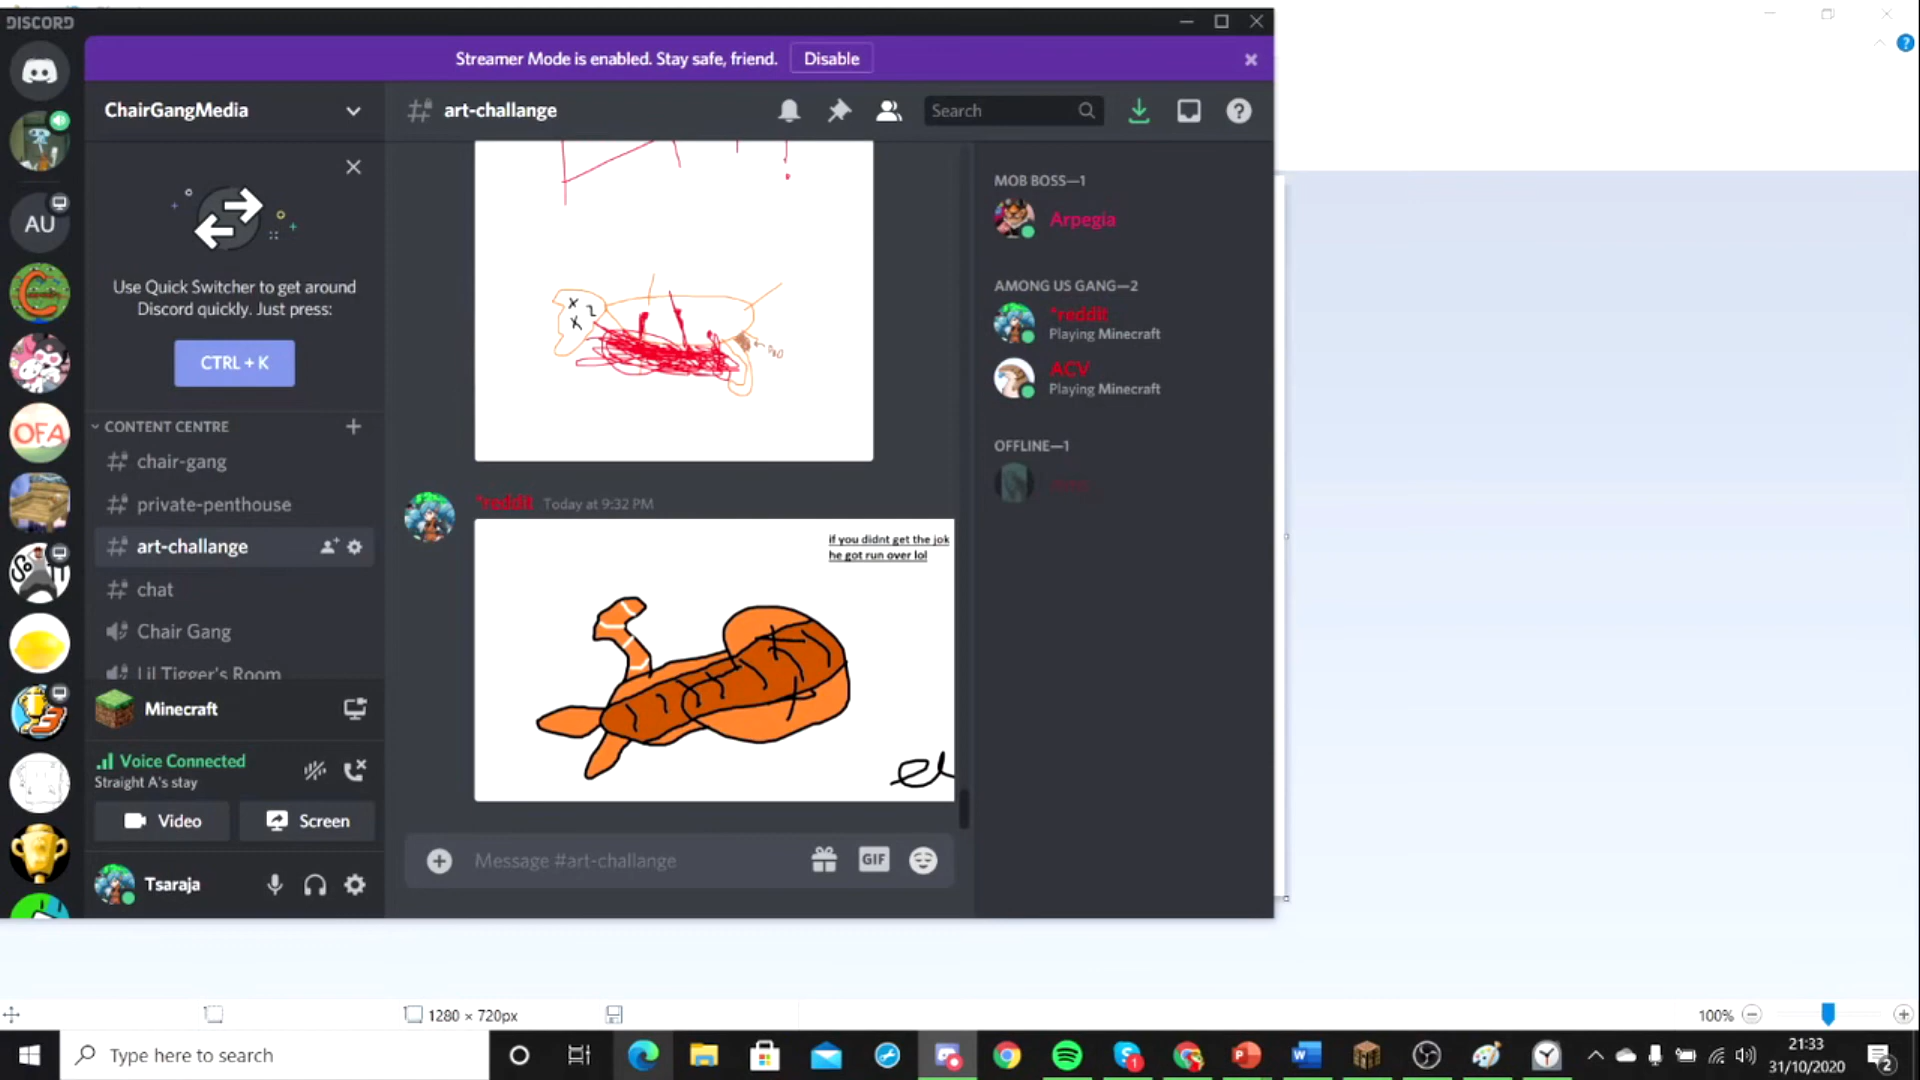 DISCORD
Streamer Mode is enabled. Stay safe, friend.
Disable
ChairGangMedia
art-challange
Search
AU
OFA
Use Quick Switcher to get around
Discord quickly. Just press:
CTRL + K
CONTENT CENTRE
chair-gang
private-penthouse
art-challange
chat
Chair Gang
Lil Tigger's Room
Minecraft
Voice Connected
Straight A's stay
Video
Screen
Tsaraja
*reddit Today at 9:32 PM
if you didnt get the jok
he got run over lol
Message #art-challange
GIF
MOB BOSS—1
Arpegia
AMONG US GANG—2
*reddit
Playing Minecraft
ACV
Playing Minecraft
OFFLINE—1
1280 × 720px
100%
Type here to search
21:33
31/10/2020
2